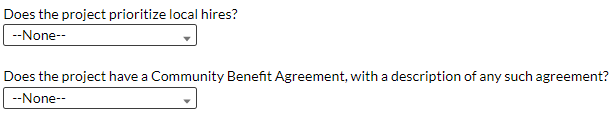 Does the project prioritize local hires?
--None--
Does the project have a Community Benefit Agreement, with a description of any such agreement?
--None--